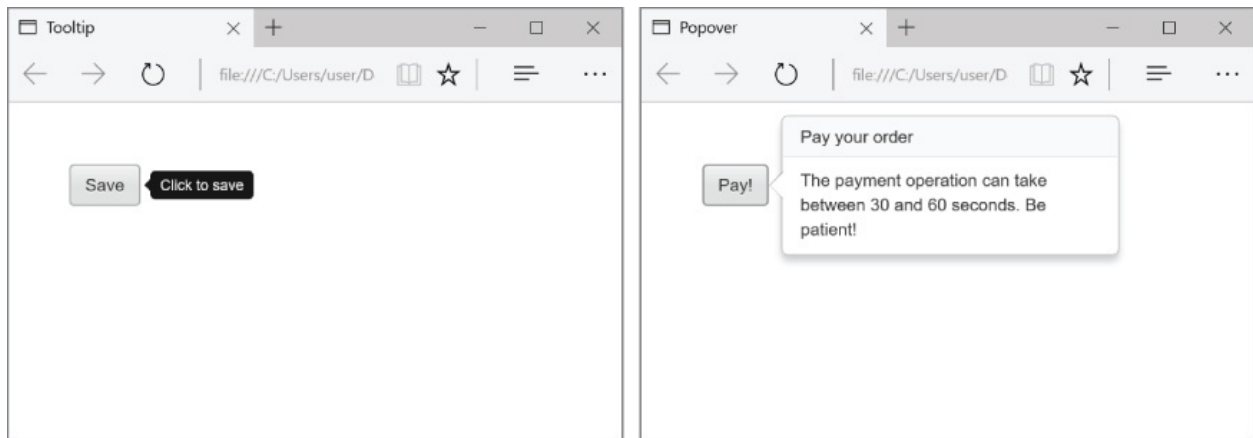 Tooltip
file:///C:/Users/user/D
Save
Click to save
Popover
file:///C:/Users/user/D
Pay your order
Pay!
The payment operation can take
between 30 and 60 seconds. Be
patient!